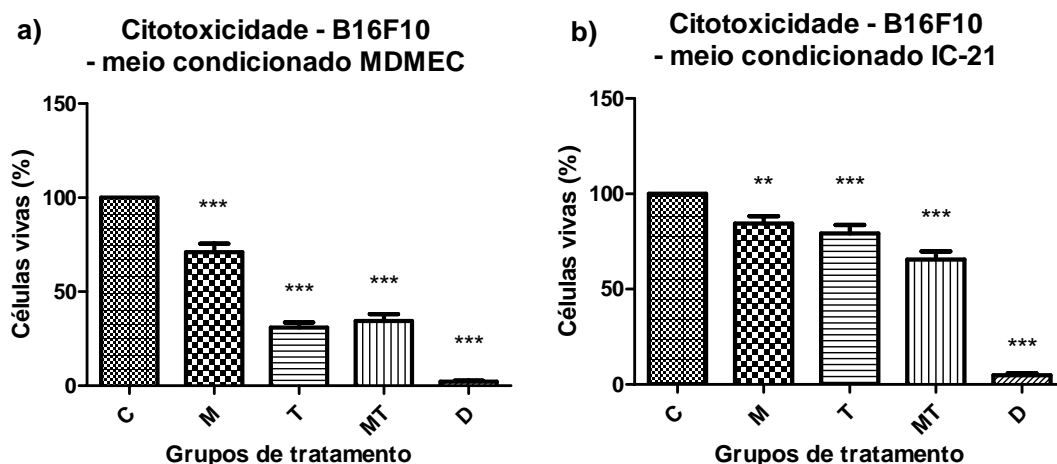 a)
Citotoxicidade - B16F10
- meio condicionado MDMEC
Células vivas (%)
150
100
50
0
***
***
***
***
C
M
T
MT
D
Grupos de tratamento
b)
Citotoxicidade - B16F10
- meio condicionado IC-21
Células vivas (%)
150
100
50
0
**
***
***
***
C
M
T
MT
D
Grupos de tratamento